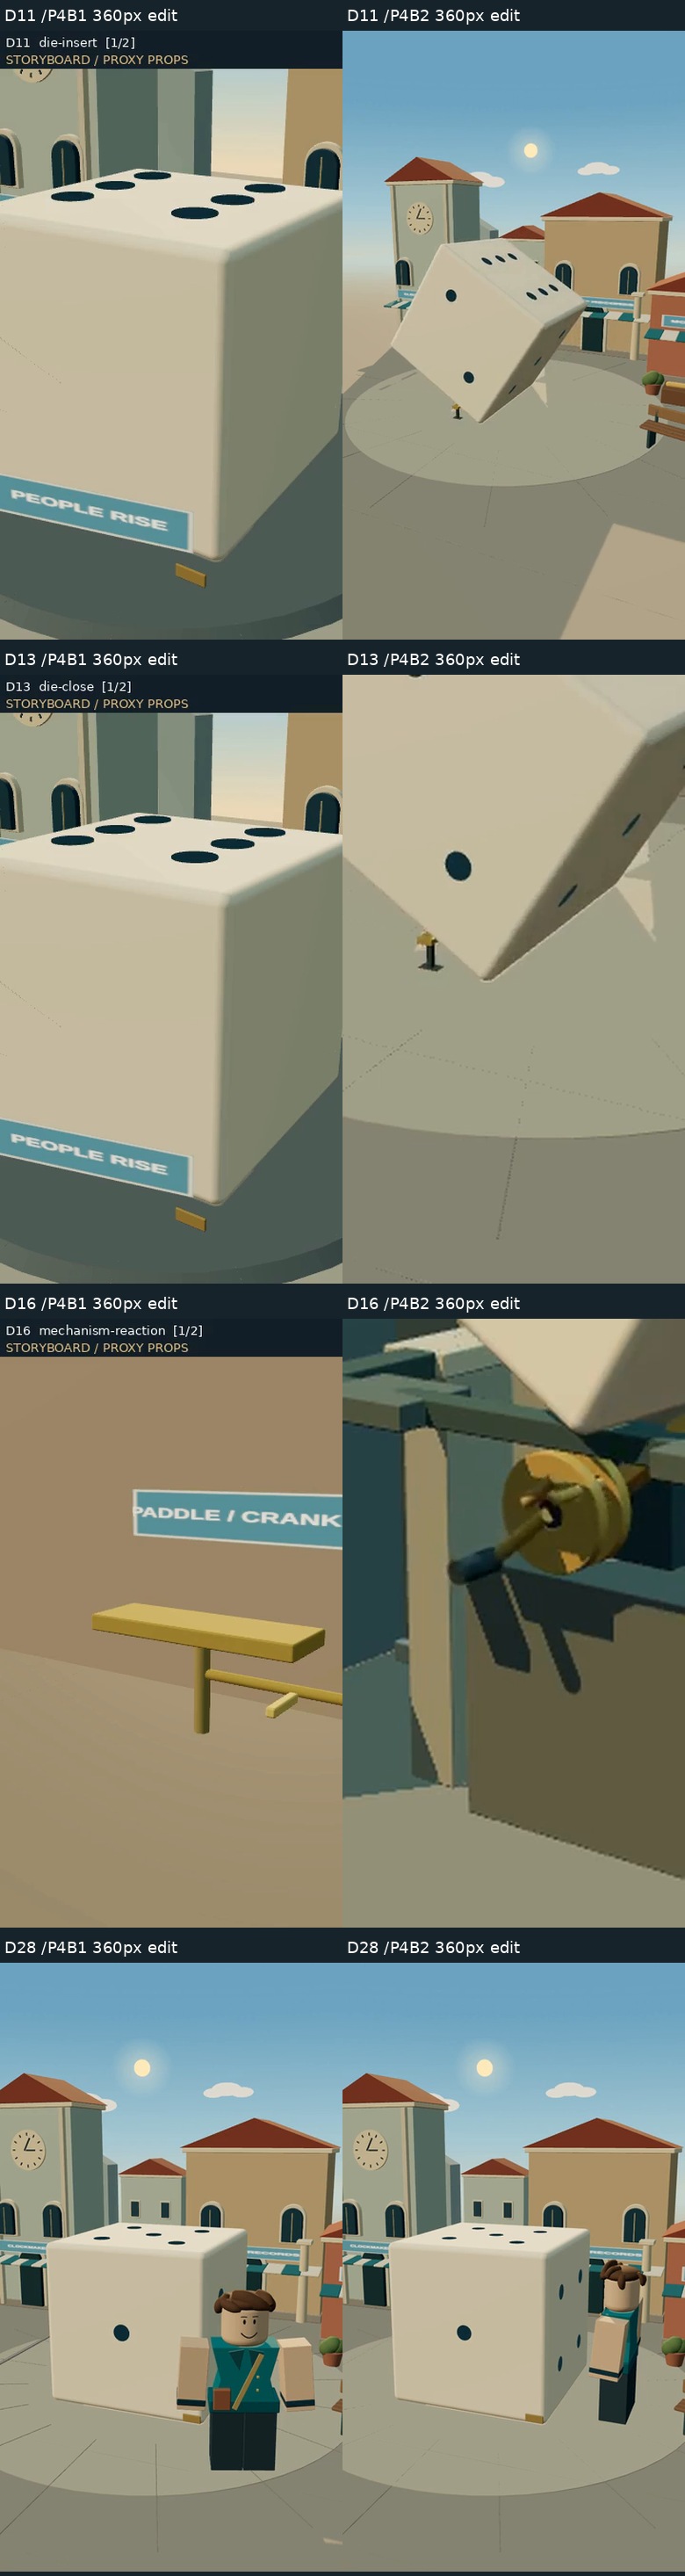 D11 /P4B1 360px edit
D11 /P4B2 360px edit
D11 die-insert [1/2]
STORYBOARD / PROXY PROPS
PEOPLE RISE
D13 /P4B1 360px edit
D13 /P4B2 360px edit
D13 die-close [1/2]
STORYBOARD / PROXY PROPS
PEOPLE RISE
D16 /P4B1 360px edit
D16 /P4B2 360px edit
D16 mechanism-reaction [1/2]
STORYBOARD / PROXY PROPS
PADDLE / CRANK
D28 /P4B1 360px edit
D28 /P4B2 360px edit
RECORDS
RECORDS